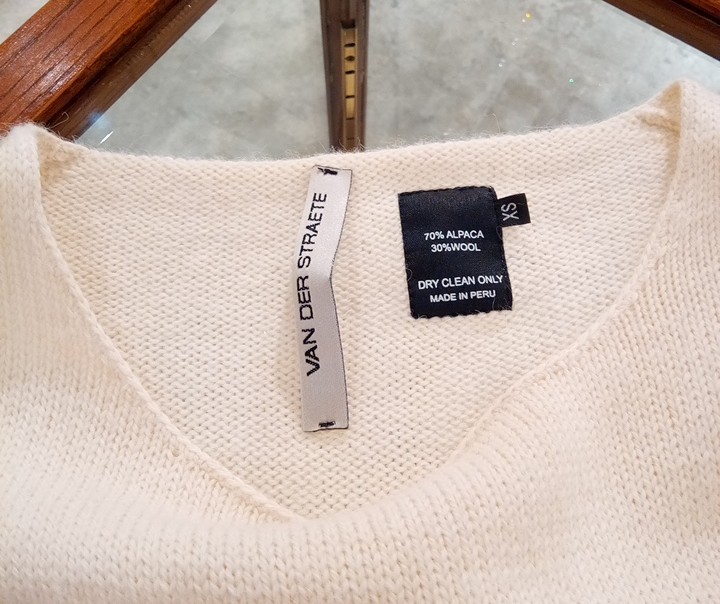 VAN DER STRAETE
XS
70% ALPACA
30%WOOL
DRY CLEAN ONLY
MADE IN PERU